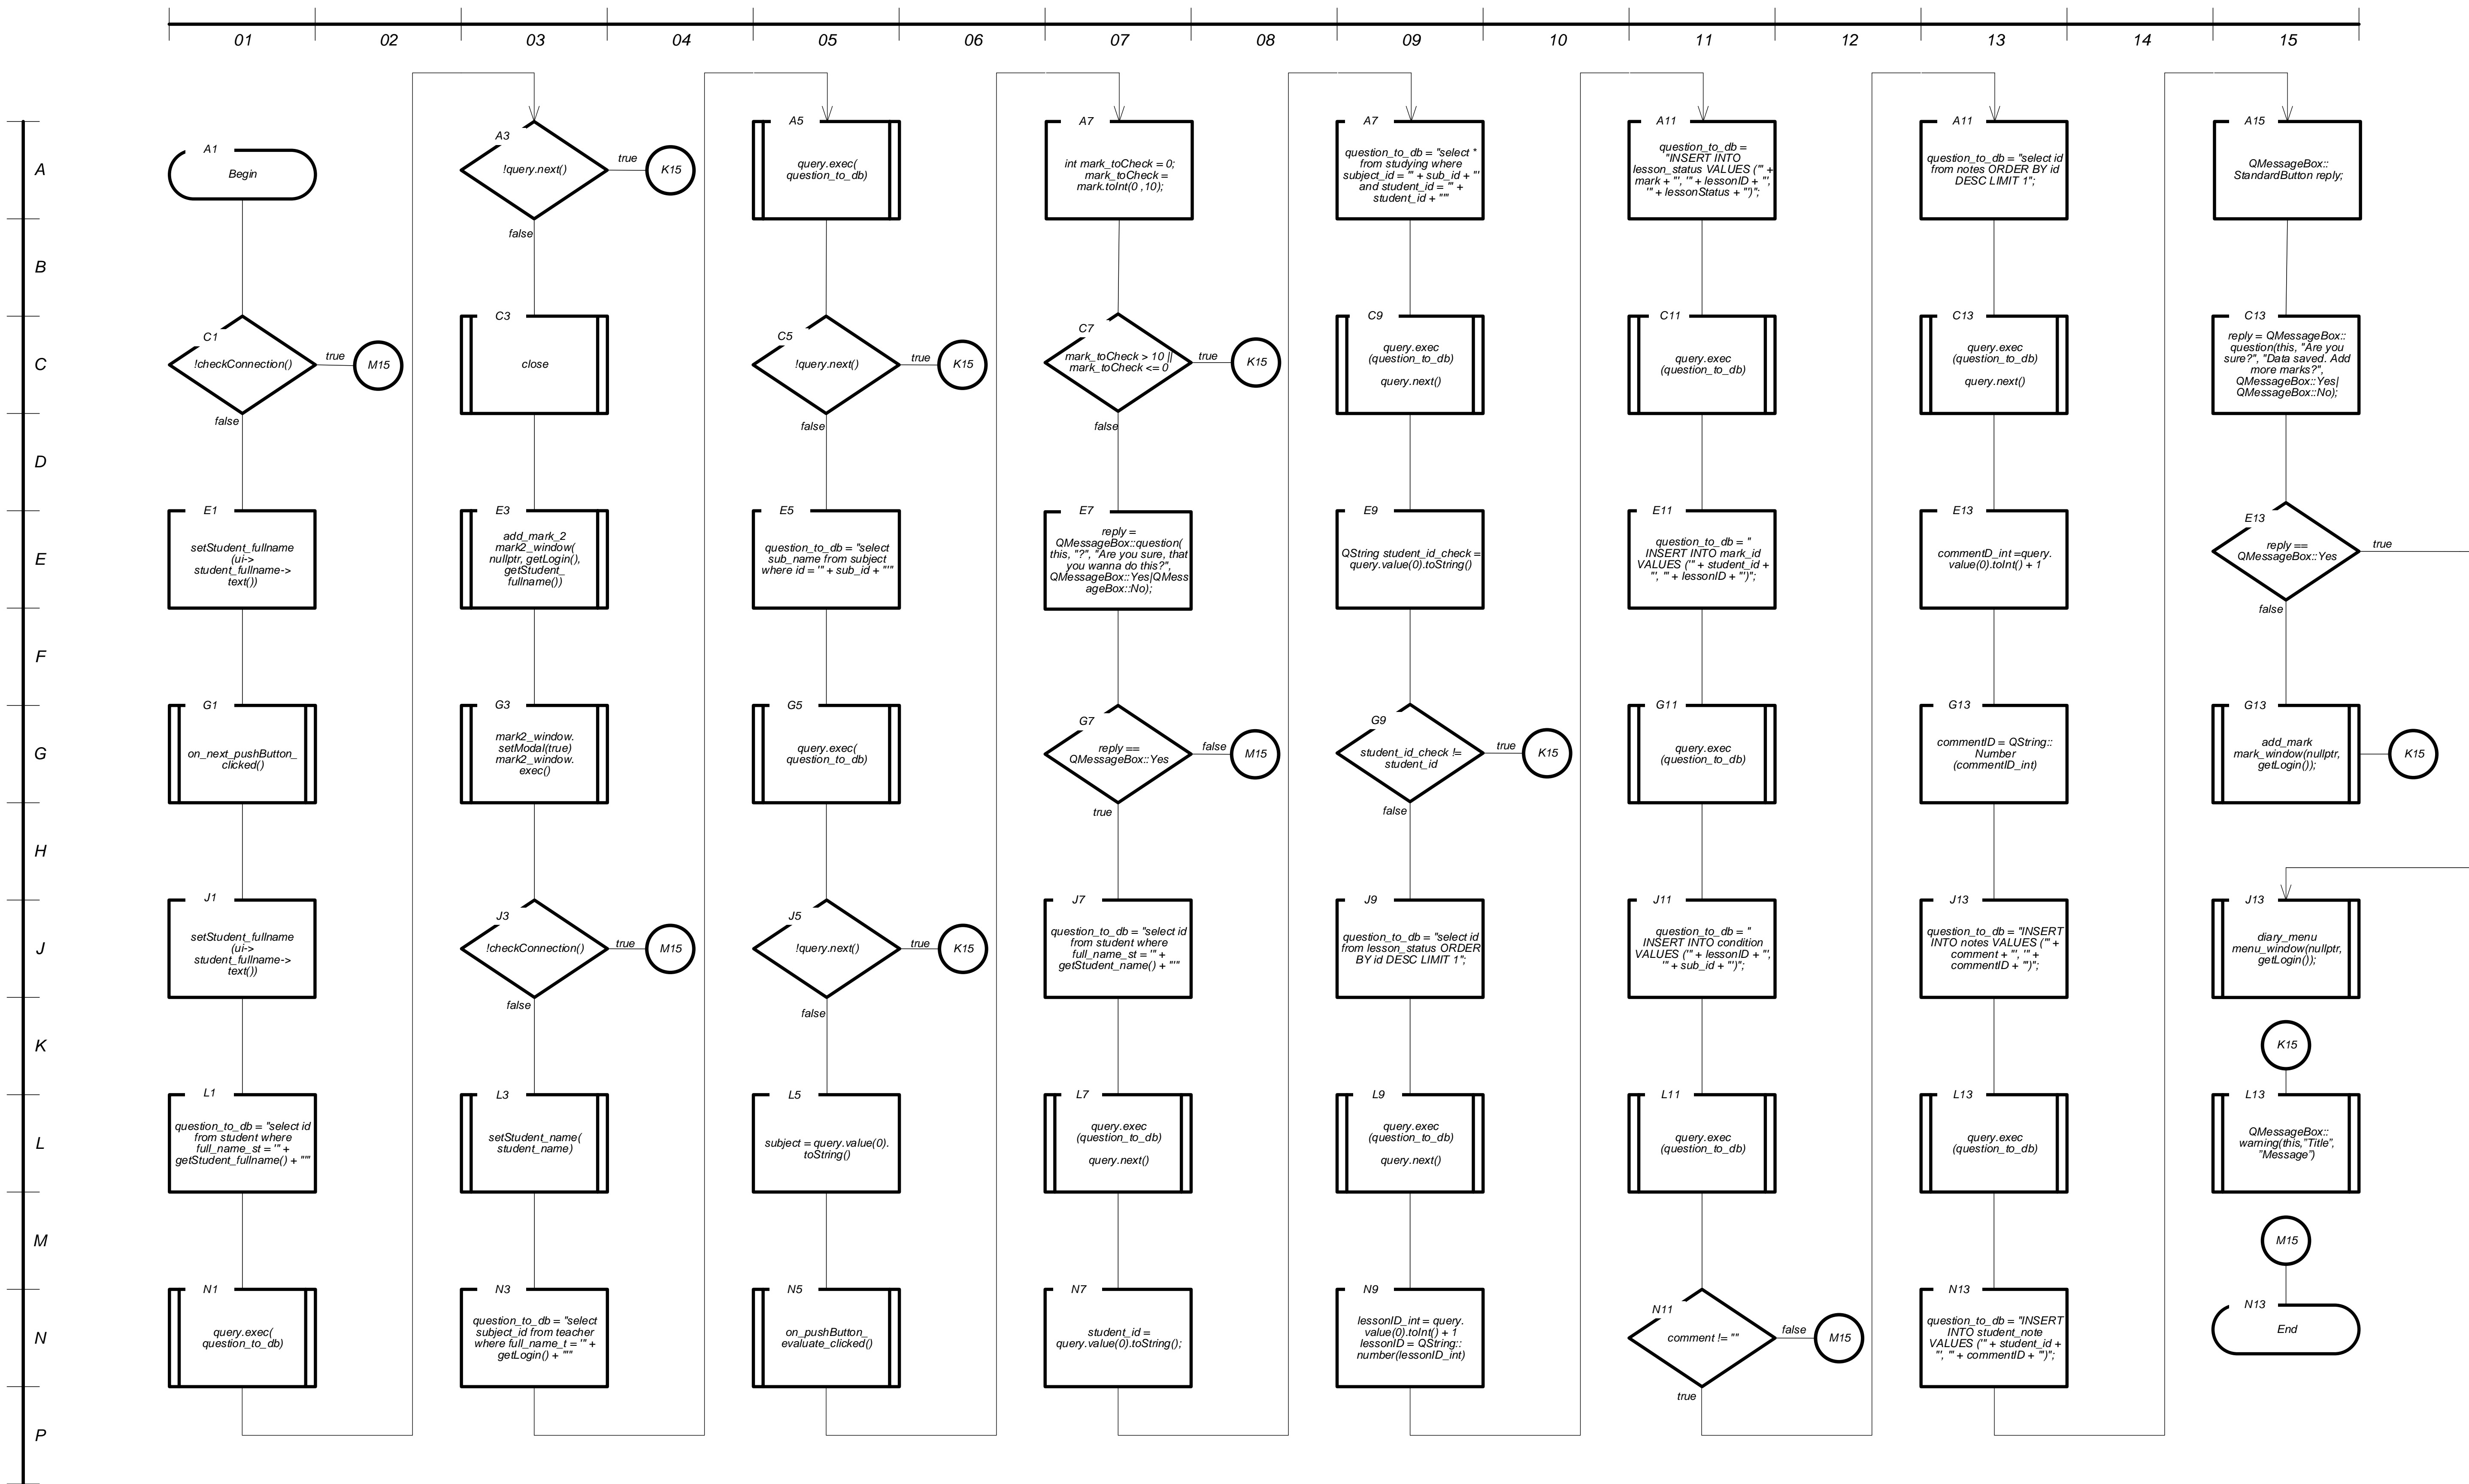 01
02
03
04
05
06
07
08
09
10
11
12
13
14
15
A
B
C
D
E
F
G
H
J
K
L
M
N
P
A1
Begin
C1
!checkConnection()
true
M15
false
E1
setStudent_fullname
(ui->
student_fullname->
text())
G1
on_next_pushButton_
clicked()
J1
setStudent_fullname
(ui->
student_fullname->
text())
L1
question_to_db = "select id
from student where
full_name_st = '" +
getStudent_fullname() + "'"
N1
query.exec(
question_to_db)
A3
!query.next()
true
K15
false
C3
close
E3
add_mark_2
mark2_window(
nullptr, getLogin(),
getStudent_
fullname())
G3
mark2_window.
setModal(true)
mark2_window.
exec()
J3
!checkConnection()
true
M15
false
L3
setStudent_name(
student_name)
N3
question_to_db = "select
subject_id from teacher
where full_name_t = '" +
getLogin() + "'"
A5
query.exec(
question_to_db)
C5
!query.next()
true
K15
false
E5
question_to_db = "select
sub_name from subject
where id = '" + sub_id + "'"
G5
query.exec(
question_to_db)
J5
!query.next()
true
K15
false
L5
subject = query.value(0).
toString()
N5
on_pushButton_
evaluate_clicked()
A7
int mark_toCheck = 0;
mark_toCheck =
mark.toInt(0 ,10);
C7
mark_toCheck > 10 ||
mark_toCheck <= 0
true
K15
false
E7
reply =
QMessageBox::question(
this, "?", "Are you sure, that
you wanna do this?",
QMessageBox::Yes|QMess
ageBox::No);
G7
reply ==
QMessageBox::Yes
false
M15
true
J7
question_to_db = "select id
from student where
full_name_st = '" +
getStudent_name() + "'"
L7
query.exec
(question_to_db)
query.next()
N7
student_id =
query.value(0).toString();
A7
question_to_db = "select *
from studying where
subject_id = '" + sub_id + "'
and student_id = '" +
student_id + "'"
C9
query.exec
(question_to_db)
query.next()
E9
QString student_id_check =
query.value(0).toString()
G9
student_id_check !=
student_id
true
K15
false
J9
question_to_db = "select id
from lesson_status ORDER
BY id DESC LIMIT 1";
L9
query.exec
(question_to_db)
query.next()
N9
lessonID_int = query.
value(0).toInt() + 1
lessonID = QString::
number(lessonID_int)
A11
question_to_db =
"INSERT INTO
lesson_status VALUES ('" +
mark + "', '" + lessonID + "',
'" + lessonStatus + "')";
C11
query.exec
(question_to_db)
E11
question_to_db = "
INSERT INTO mark_id
VALUES ('" + student_id +
"', '" + lessonID + "')";
G11
query.exec
(question_to_db)
J11
question_to_db = "
INSERT INTO condition
VALUES ('" + lessonID + "',
'" + sub_id + "')";
L11
query.exec
(question_to_db)
N11
comment != ""
false
M15
true
A11
question_to_db = "select id
from notes ORDER BY id
DESC LIMIT 1";
C13
query.exec
(question_to_db)
query.next()
E13
commentD_int =query.
value(0).toInt() + 1
G13
commentID = QString::
Number
(commentID_int)
J13
question_to_db = "INSERT
INTO notes VALUES ('" +
comment + "', '" +
commentID + "')";
L13
query.exec
(question_to_db)
N13
question_to_db = "INSERT
INTO student_note
VALUES ('" + student_id +
"', '" + commentID + "')";
A15
QMessageBox::
StandardButton reply;
C13
reply = QMessageBox::
question(this, "Are you
sure?", "Data saved. Add
more marks?",
QMessageBox::Yes|
QMessageBox::No);
E13
reply ==
QMessageBox::Yes
true
false
G13
add_mark
mark_window(nullptr,
getLogin());
K15
J13
diary_menu
menu_window(nullptr,
getLogin());
K15
L13
QMessageBox::
warning(this,"Title",
"Message")
M15
N13
End